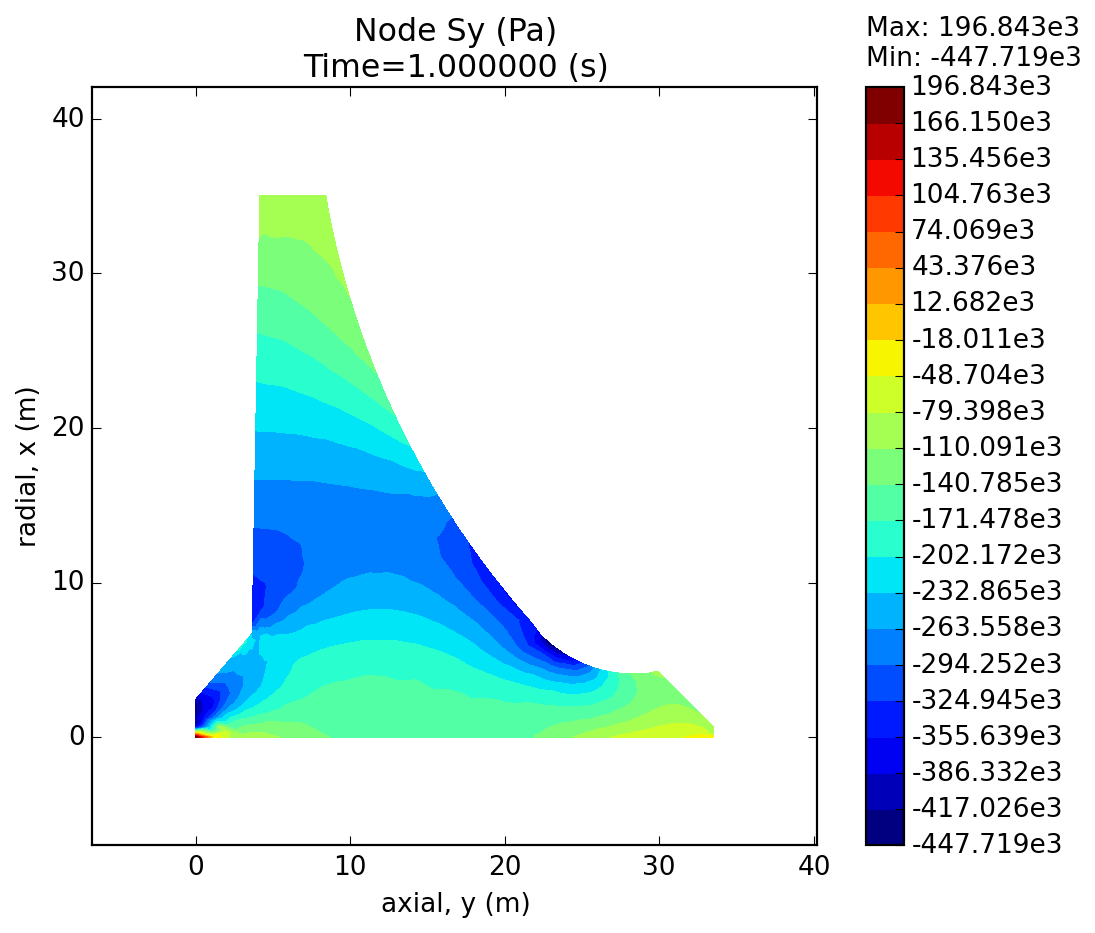 Node Sy (Pa)
Time=1.000000 (s)
Max: 196.843e3
Min: -447.719e3
196.843e3
166.150e3
135.456e3
104.763e3
74.069e3
43.376e3
12.682e3
-18.011e3
-48.704e3
-79.398e3
-110.091e3
-140.785e3
-171.478e3
-202.172e3
-232.865e3
-263.558e3
-294.252e3
-324.945e3
-355.639e3
-386.332e3
-417.026e3
-447.719e3
40
30
20
10
0
radial, x (m)
0 10 20 30 40
axial, y (m)